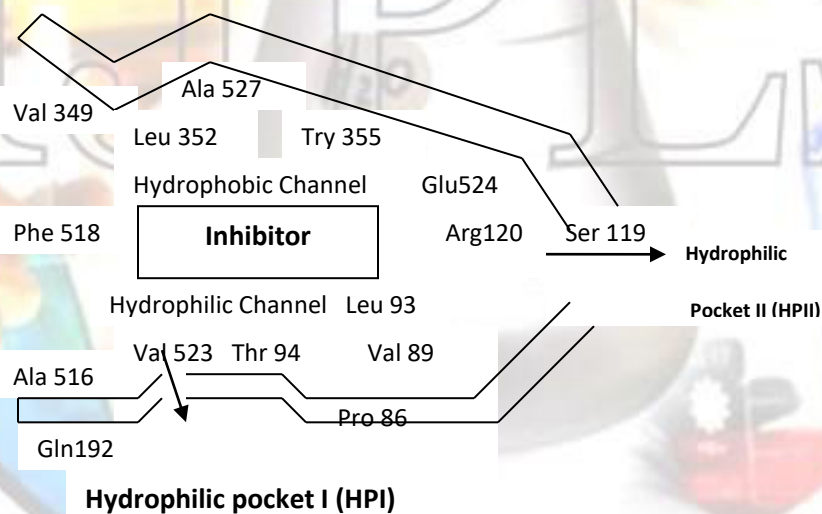 Ala 527
Val 349
Leu 352 Try 355
Hydrophobic Channel Glu524
Phe 518 Inhibitor Arg120 Ser 119 Hydrophilic
Hydrophilic Channel Leu 93 Pocket II (HPII)
Val 523 Thr 94 Val 89
Ala 516
Pro 86
Gln192
Hydrophilic pocket I (HPI)